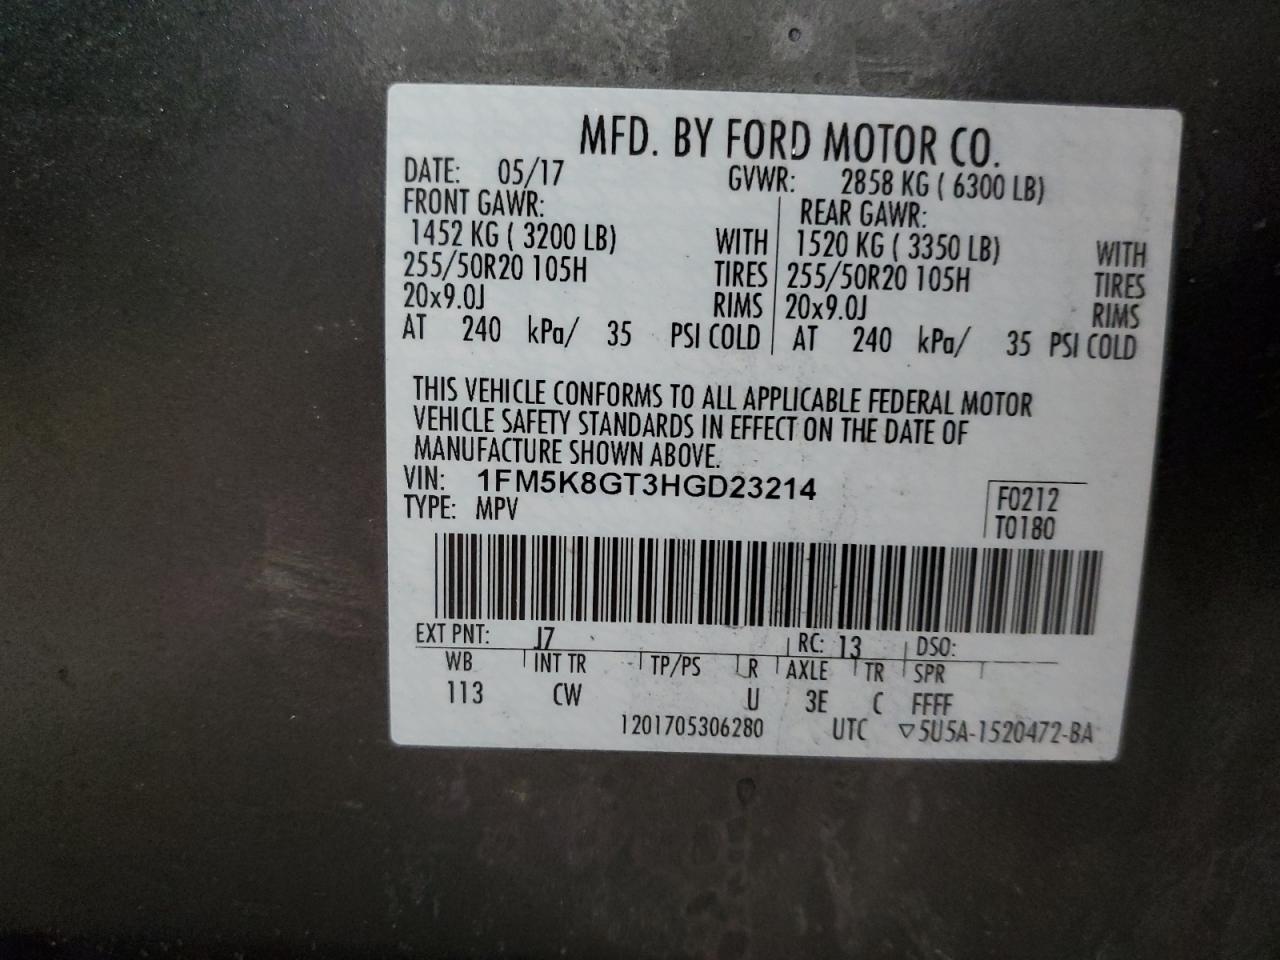 MFD. BY FORD MOTOR CO.
DATE: 05/17 GVWR: 2858 KG ( 6300 LB)
FRONT GAWR: REAR GAWR:
1452 KG ( 3200 LB) WITH 1520 KG ( 3350 LB) WITH
255/50R20 105H TIRES 255/50R20 105H TIRES
20x9.0J RIMS 20x9.0J RIMS
AT 240 kPa/ 35 PSI COLD AT 240 kPa/ 35 PSI COLD
THIS VEHICLE CONFORMS TO ALL APPLICABLE FEDERAL MOTOR
VEHICLE SAFETY STANDARDS IN EFFECT ON THE DATE OF
MANUFACTURE SHOWN ABOVE.
VIN: 1FM5K8GT3HGD23214 F0212
TYPE: MPV T0180
EXT PNT: J7 RC: 13 DSO:
WB INT TR TP/PS R AXLE TR SPR
113 CW U 3E C FFFF
1201705306280 UTC ▽5U5A-1520472-BA